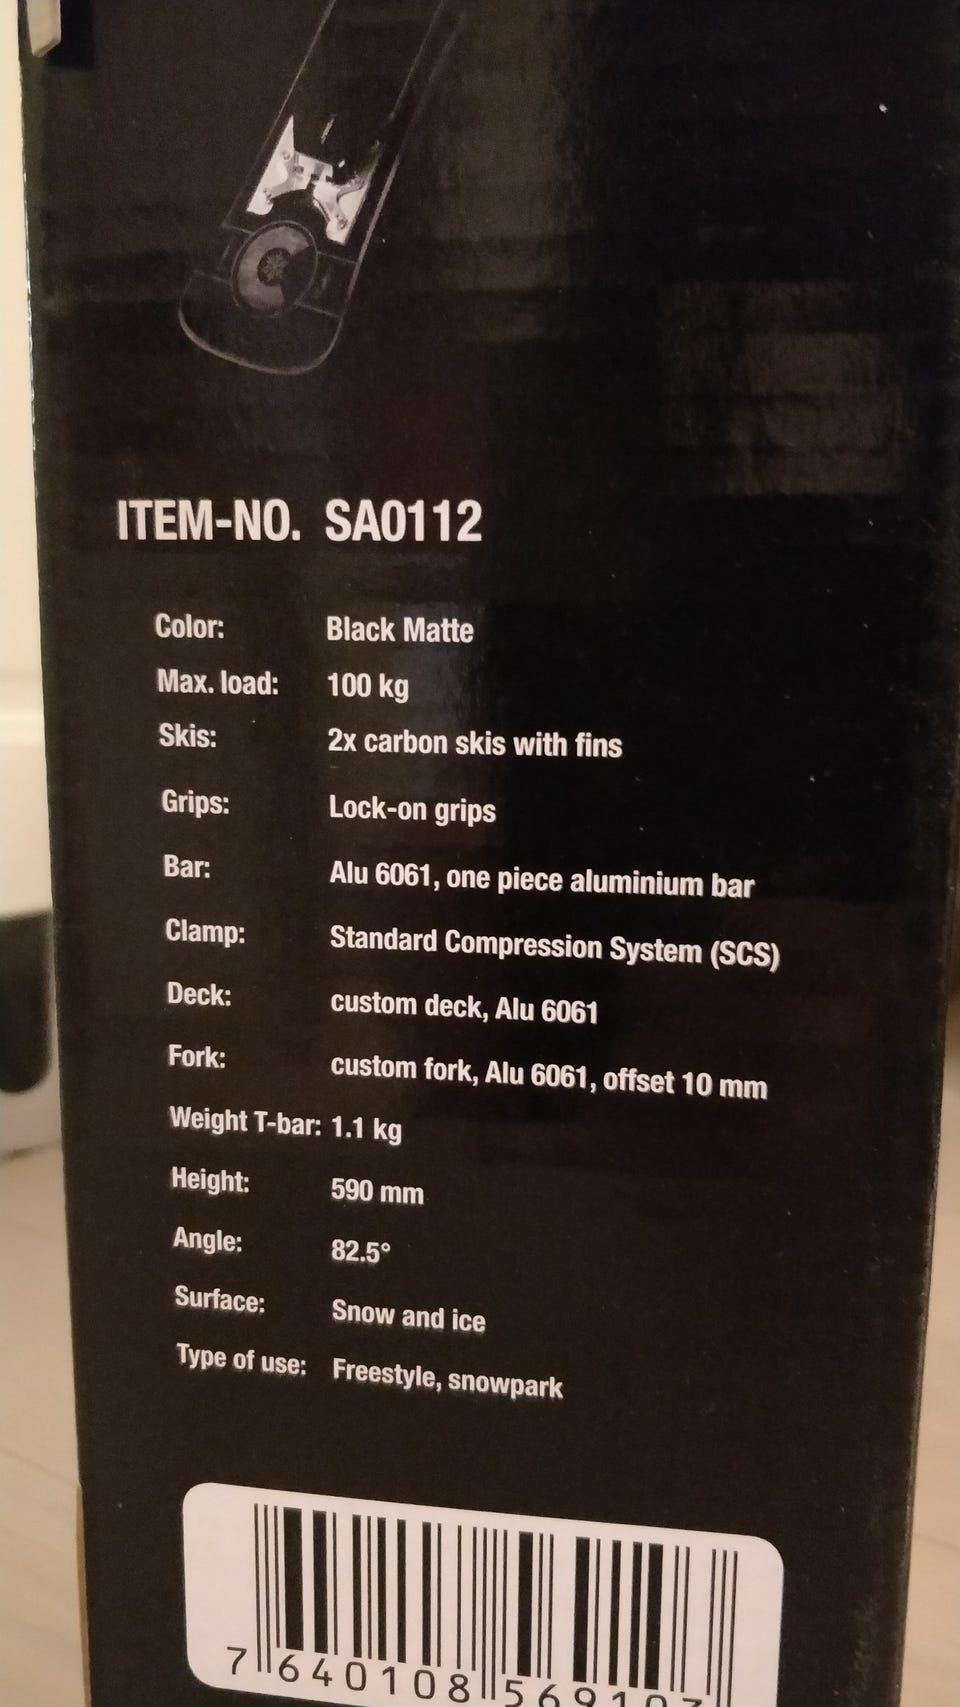 ITEM-NO. SA0112
Color: Black Matte
Max. load: 100 kg
Skis: 2x carbon skis with fins
Grips: Lock-on grips
Bar: Alu 6061, one piece aluminium bar
Clamp: Standard Compression System (SCS)
Deck: custom deck, Alu 6061
Fork: custom fork, Alu 6061, offset 10 mm
Weight T-bar: 1.1 kg
Height: 590 mm
Angle: 82.5°
Surface: Snow and ice
Type of use: Freestyle, snowpark
7 640108 569107